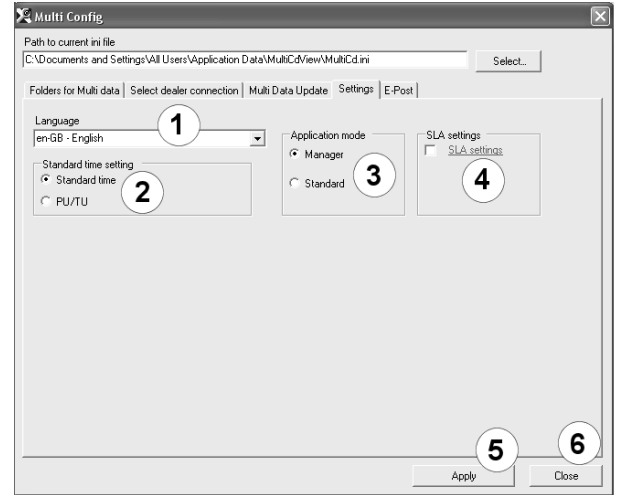 Multi Config
Path to current ini file
C:\Documents and Settings\All Users\Application Data\MultiCdView\MultiCd.ini
Select...
Folders for Multi data Select dealer connection Multi Data Update Settings E-Post
Language
1
en-GB - English
Standard time setting
Standard time
2
PU/TU
Application mode
Manager
3
Standard
SLA settings
SLA settings
4
5
6
Apply
Close